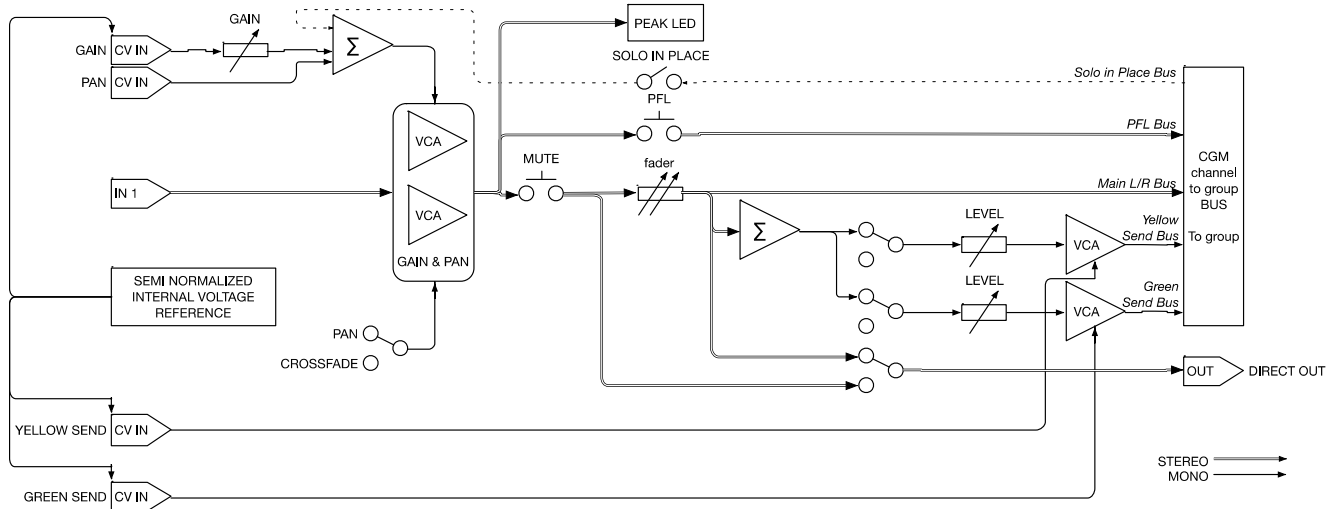 GAIN
PEAK LED
GAIN
CV IN
Σ
SOLO IN PLACE
Solo in Place Bus
PAN
CV IN
PFL
PFL Bus
VCA
CGM
channel
to group
BUS
To group
MUTE
fader
IN 1
Main L/R Bus
VCA
LEVEL
Yellow
Send Bus
Σ
VCA
GAIN & PAN
SEMI NORMALIZED
INTERNAL VOLTAGE
REFERENCE
LEVEL
Green
Send Bus
VCA
PAN
CROSSFADE
OUT
DIRECT OUT
YELLOW SEND
CV IN
STEREO
MONO
GREEN SEND
CV IN